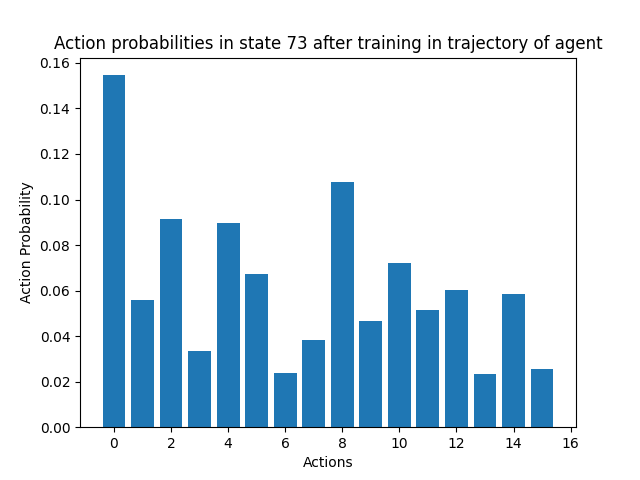 Action probabilities in state 73 after training in trajectory of agent
0.16
0.14
0.12
0.10
0.08
0.06
0.04
0.02
0.00
Action Probability
0 2 4 6 8 10 12 14 16
Actions